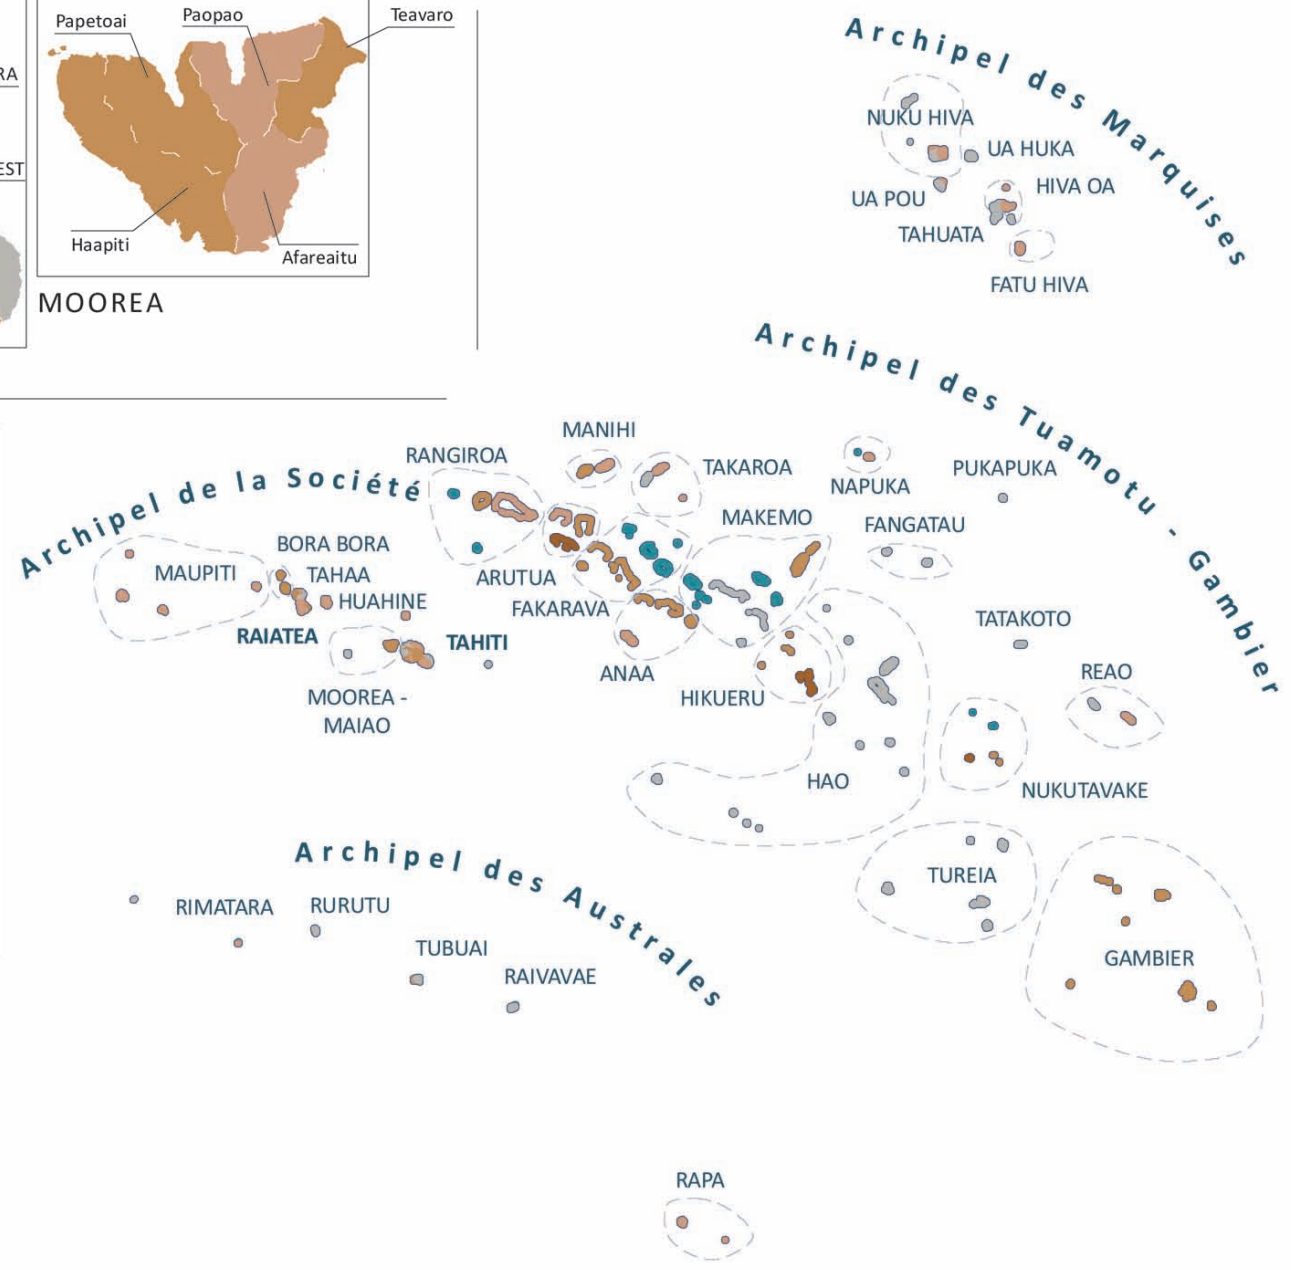 Papetoai
Paopao
Teavaro
RA
EST
Haapiti
Afareaitu
MOOREA
Archipel des Marquises
NUKU HIVA
UA HUKA
UA POU
HIVA OA
TAHUATA
FATU HIVA
Archipel des Tuamotu - Gambier
MANIHI
RANGIROA
TAKAROA
NAPUKA
PUKAPUKA
MAKEMO
FANGATAU
ARUTUA
FAKARAVA
ANAA
HIKUERU
TATAKOTO
REAO
HAO
NUKUTAVAKE
TUREIA
GAMBIER
Archipel de la Société
BORA BORA
MAUPITI
TAHAA
HUAHINE
RAIATEA
TAHITI
MOOREA -
MAIAO
Archipel des Australes
RIMATARA
RURUTU
TUBUAI
RAIVAVAE
RAPA